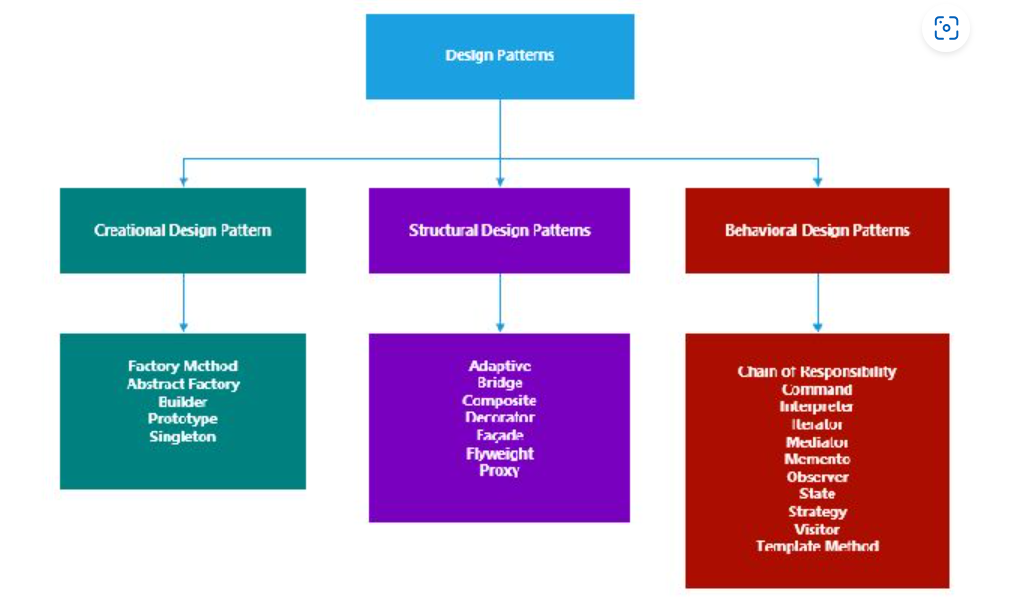 Design Patterns
Creational Design Pattern
Structural Design Patterns
Behavioral Design Patterns
Factory Method
Abstract Factory
Builder
Prototype
Singleton
Adaptive
Bridge
Composite
Decorator
Façade
Flyweight
Proxy
Chain of Responsibility
Command
Interpreter
Iterator
Mediator
Memento
Observer
State
Strategy
Visitor
Template Method